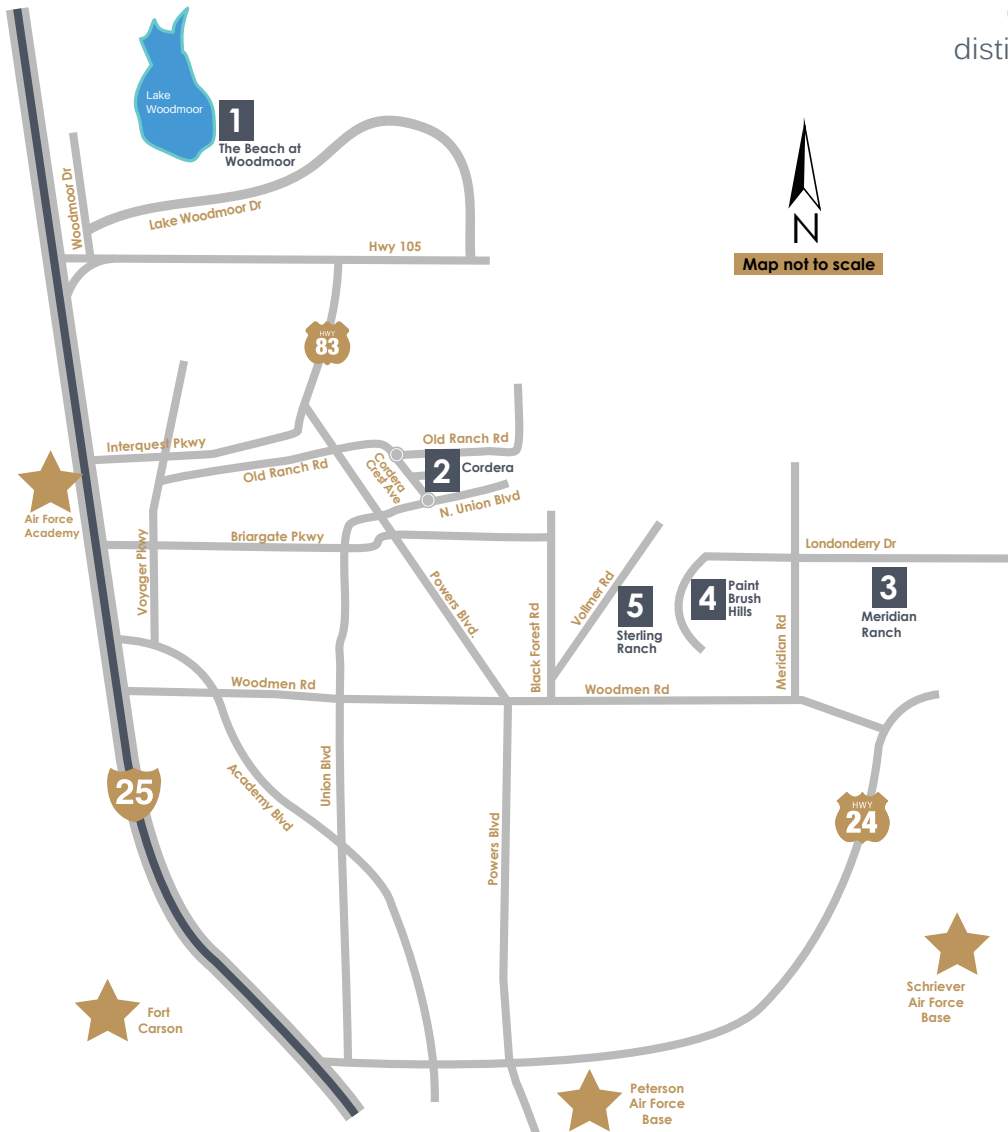 disti
Lake
Woodmoor
1
The Beach at
Woodmoor
Woodmoor Dr
Lake Woodmoor Dr
Hwy 105
N
Map not to scale
HWY
83
Interquest Pkwy
Old Ranch Rd
Old Ranch Rd
Cordera
Crest Ave
2
Cordera
N. Union Blvd
Air Force
Academy
Voyager Pkwy
Briargate Pkwy
Powers Blvd.
Black Forest Rd
Vollmer Rd
5
Sterling
Ranch
4
Paint
Brush
Hills
Londonderry Dr
3
Meridian
Ranch
Meridian Rd
Woodmen Rd
Woodmen Rd
25
Academy Blvd
Union Blvd
Powers Blvd
HWY
24
Schriever
Air Force
Base
Fort
Carson
Peterson
Air Force
Base